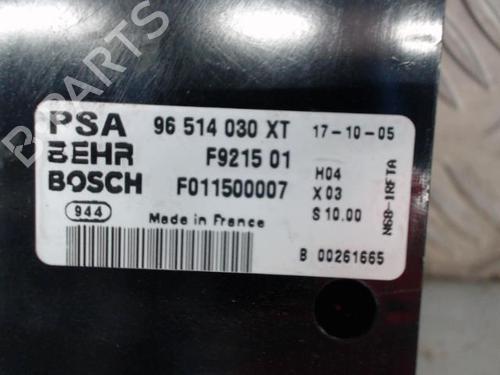 PSA 96 514 030 XT 17-10-05
BEHR F9215 01 H04
BOSCH F011500007 X03
944 Made in France S 10.00
B 00261665
N68-1RFTA
B-PARTS